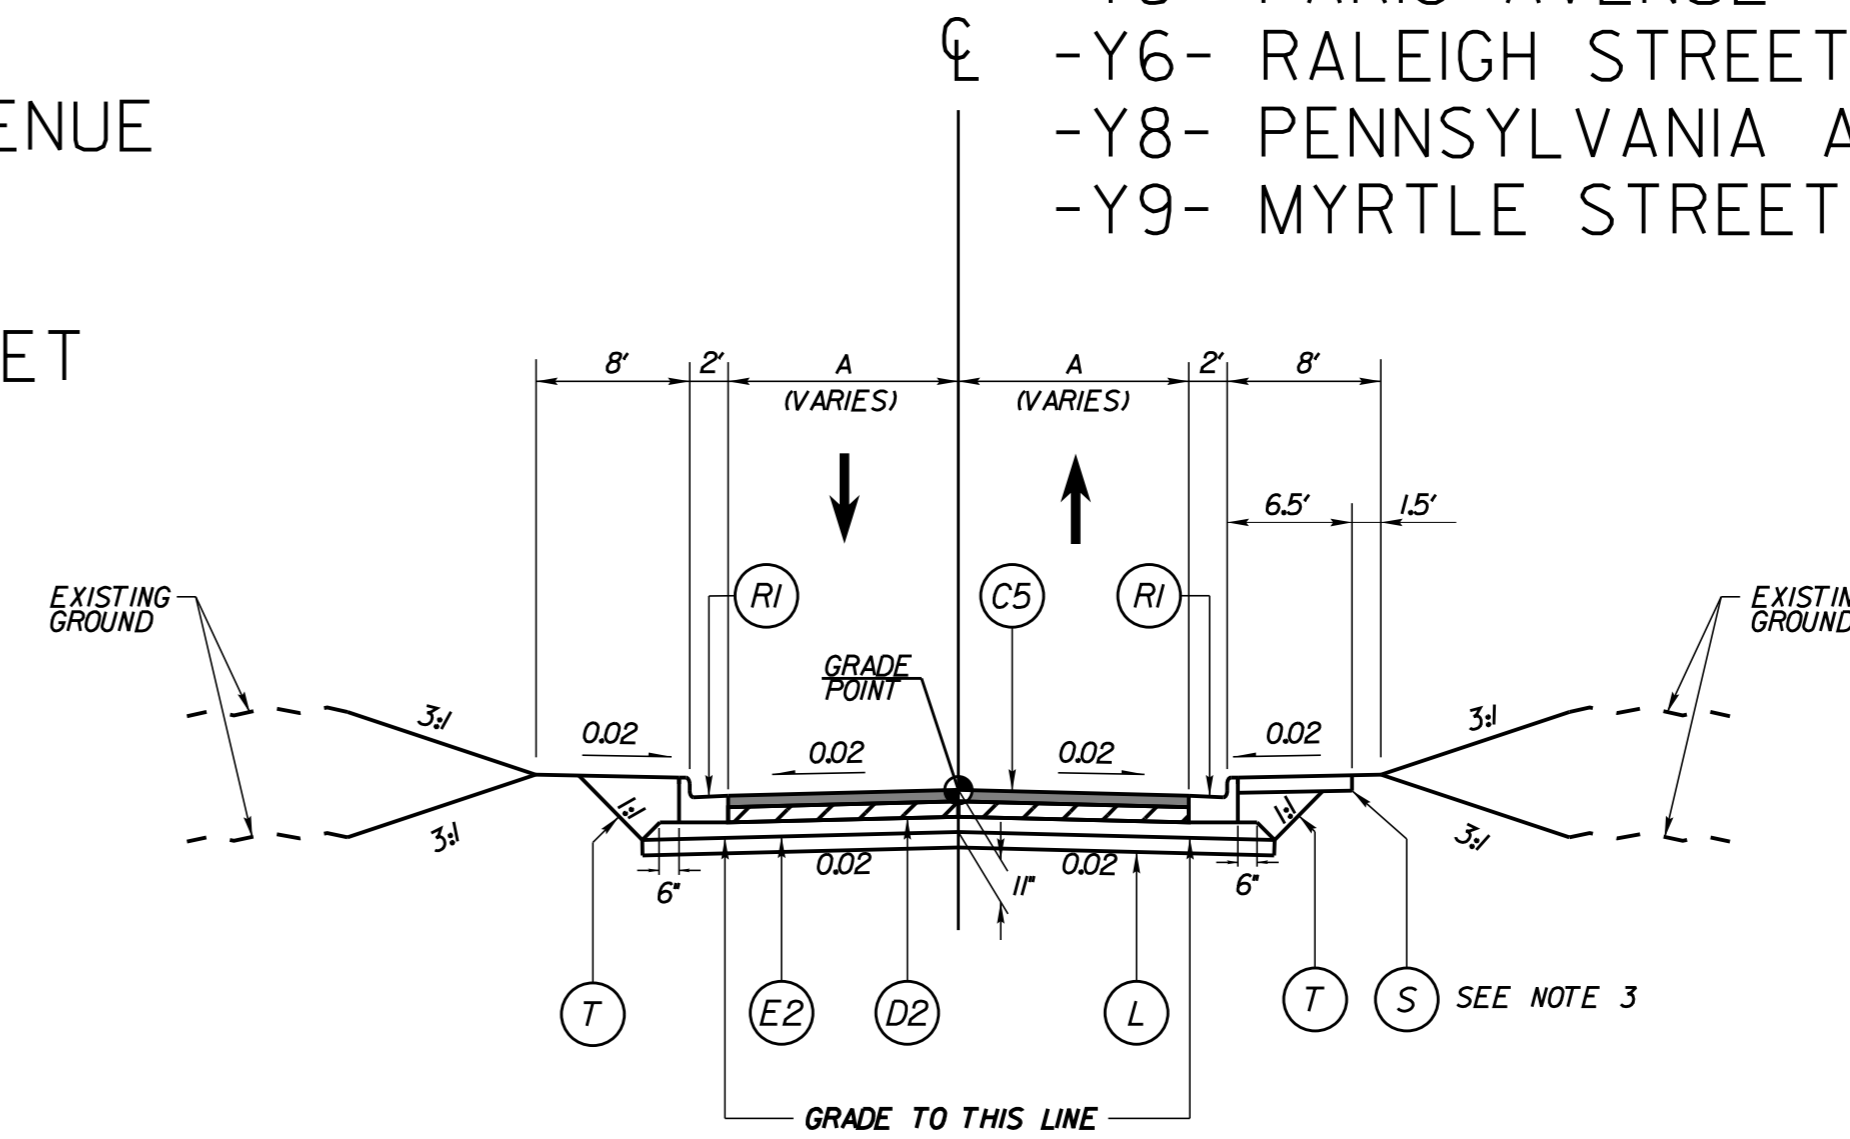 ℄
-Y6- RALEIGH STREET
-Y8- PENNSYLVANIA A
-Y9- MYRTLE STREET
ENUE
ET
8' 2' A A 2' 8'
(VARIES) (VARIES)
6.5' 1.5'
R1 C5 R1
EXISTING
GROUND
EXISTIN
GROUND
GRADE
POINT
3:1 0.02 0.02 0.02 0.02 3:1
1:1 1:1
3:1 0.02 0.02 3:1
6" 11" 6"
T E2 D2 L T S SEE NOTE 3
GRADE TO THIS LINE